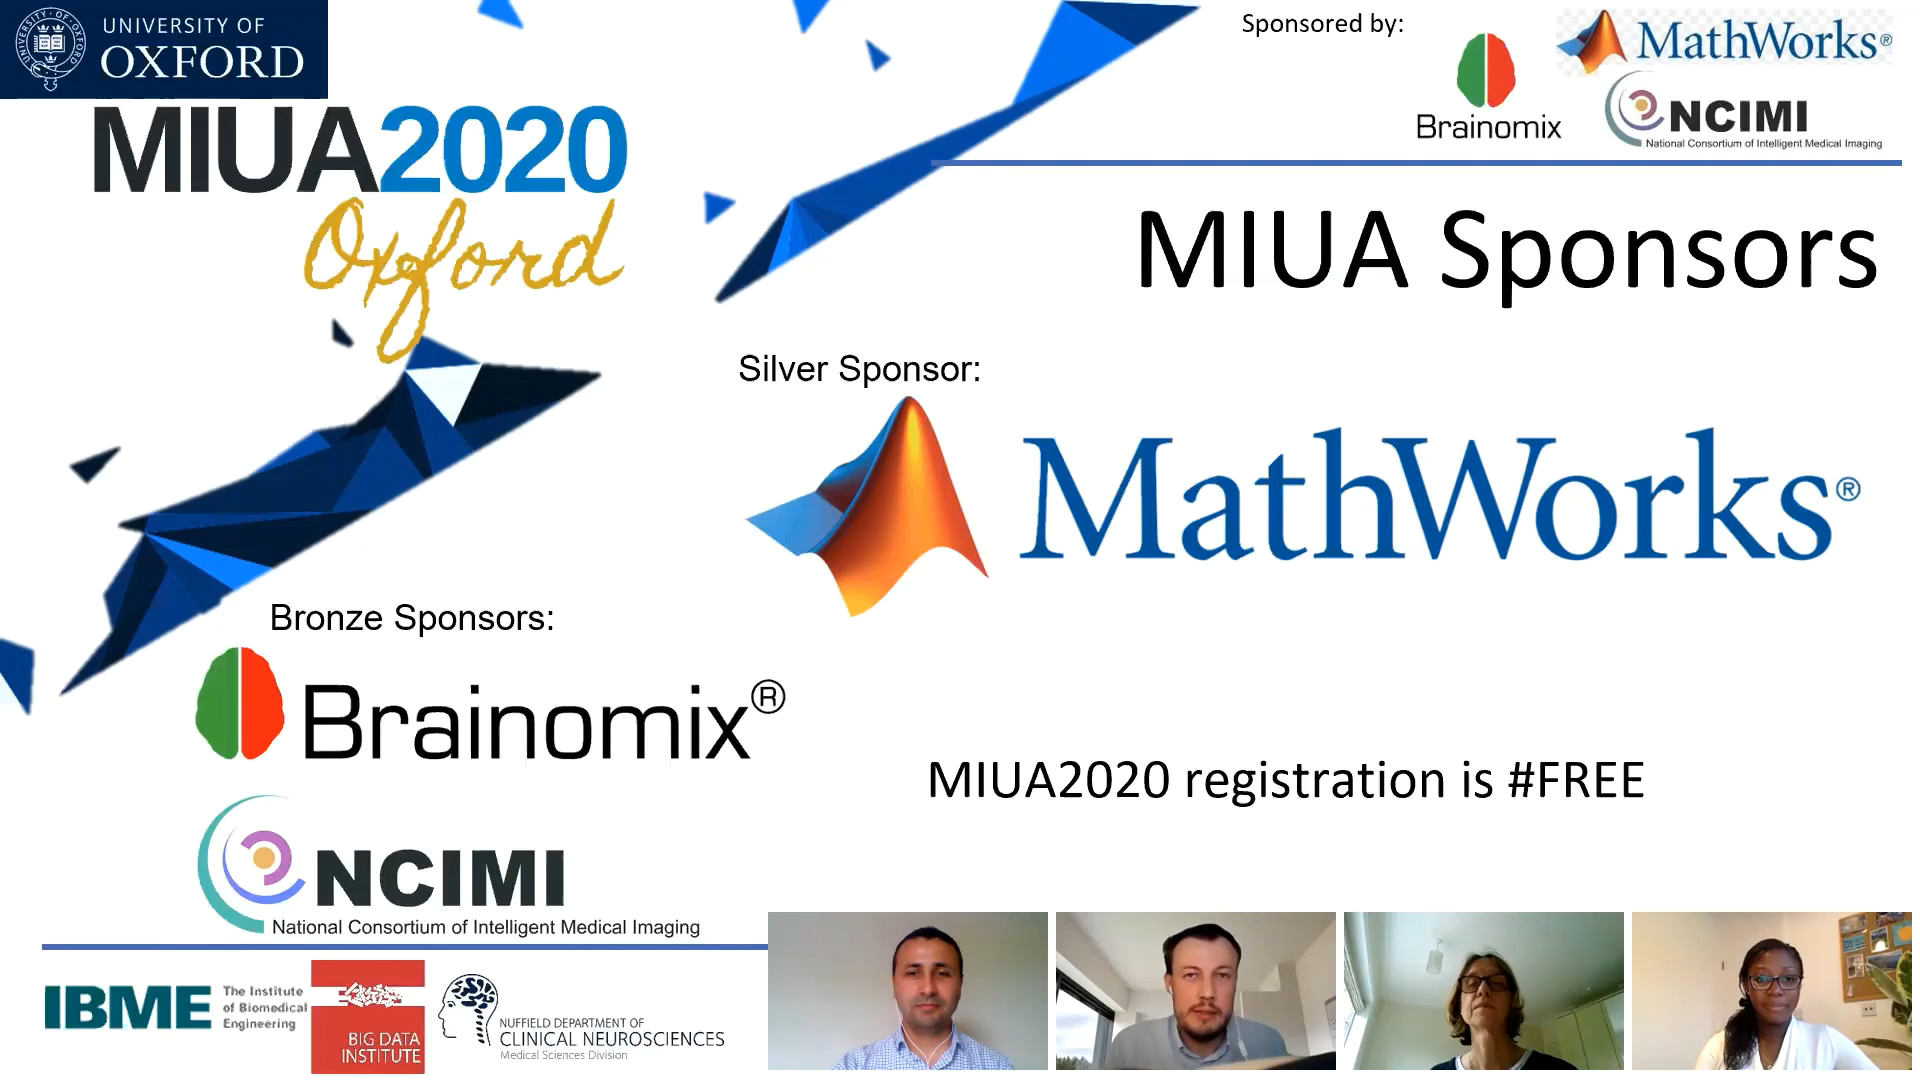 UNIVERSITY OF
OXFORD
MIUA2020
Oxford
Sponsored by:
Brainomix
MathWorks®
NCIMI
National Consortium of Intelligent Medical Imaging
MIUA Sponsors
Silver Sponsor:
MathWorks®
Bronze Sponsors:
Brainomix®
NCIMI
National Consortium of Intelligent Medical Imaging
MIUA2020 registration is #FREE
IBME
The Institute
of Biomedical
Engineering
BIG DATA
INSTITUTE
NUFFIELD DEPARTMENT OF
CLINICAL NEUROSCIENCES
Medical Sciences Division